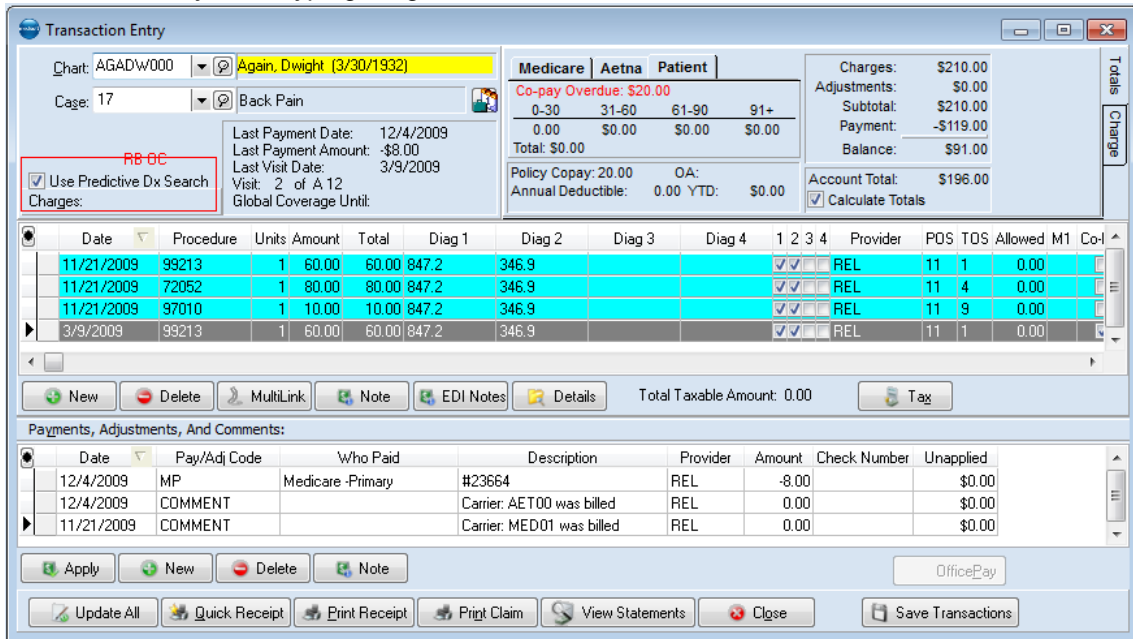 Transaction Entry
Chart: AGADW000 Again, Dwight (3/30/1932)
Case: 17 Back Pain
RB OC
Use Predictive Dx Search
Charges:
Last Payment Date: 12/4/2009
Last Payment Amount: -$8.00
Last Visit Date: 3/9/2009
Visit: 2 of A 12
Global Coverage Until:
Medicare Aetna Patient
Co-pay Overdue: $20.00
0-30 31-60 61-90 91+
0.00 $0.00 $0.00 $0.00
Total: $0.00
Policy Copay: 20.00 OA:
Annual Deductible: 0.00 YTD: $0.00
Charges: $210.00
Adjustments: $0.00
Subtotal: $210.00
Payment: -$119.00
Balance: $91.00
Account Total: $196.00
Calculate Totals
Totals
Charge
Date Procedure Units Amount Total Diag 1 Diag 2 Diag 3 Diag 4 1 2 3 4 Provider POS TOS Allowed M1 Co-l
11/21/2009 99213 1 60.00 60.00 847.2 346.9 REL 11 1 0.00
11/21/2009 72052 1 80.00 80.00 847.2 346.9 REL 11 4 0.00
11/21/2009 97010 1 10.00 10.00 847.2 346.9 REL 11 9 0.00
3/9/2009 99213 1 60.00 60.00 847.2 346.9 REL 11 1 0.00
New Delete MultiLink Note EDI Notes Details Total Taxable Amount: 0.00 Tax
Payments, Adjustments, And Comments:
Date Pay/Adj Code Who Paid Description Provider Amount Check Number Unapplied
12/4/2009 MP Medicare -Primary #23664 REL -8.00 $0.00
12/4/2009 COMMENT Carrier: AET00 was billed REL 0.00 $0.00
11/21/2009 COMMENT Carrier: MED01 was billed REL 0.00 $0.00
Apply New Delete Note OfficePay
Update All Quick Receipt Print Receipt Print Claim View Statements Close Save Transactions